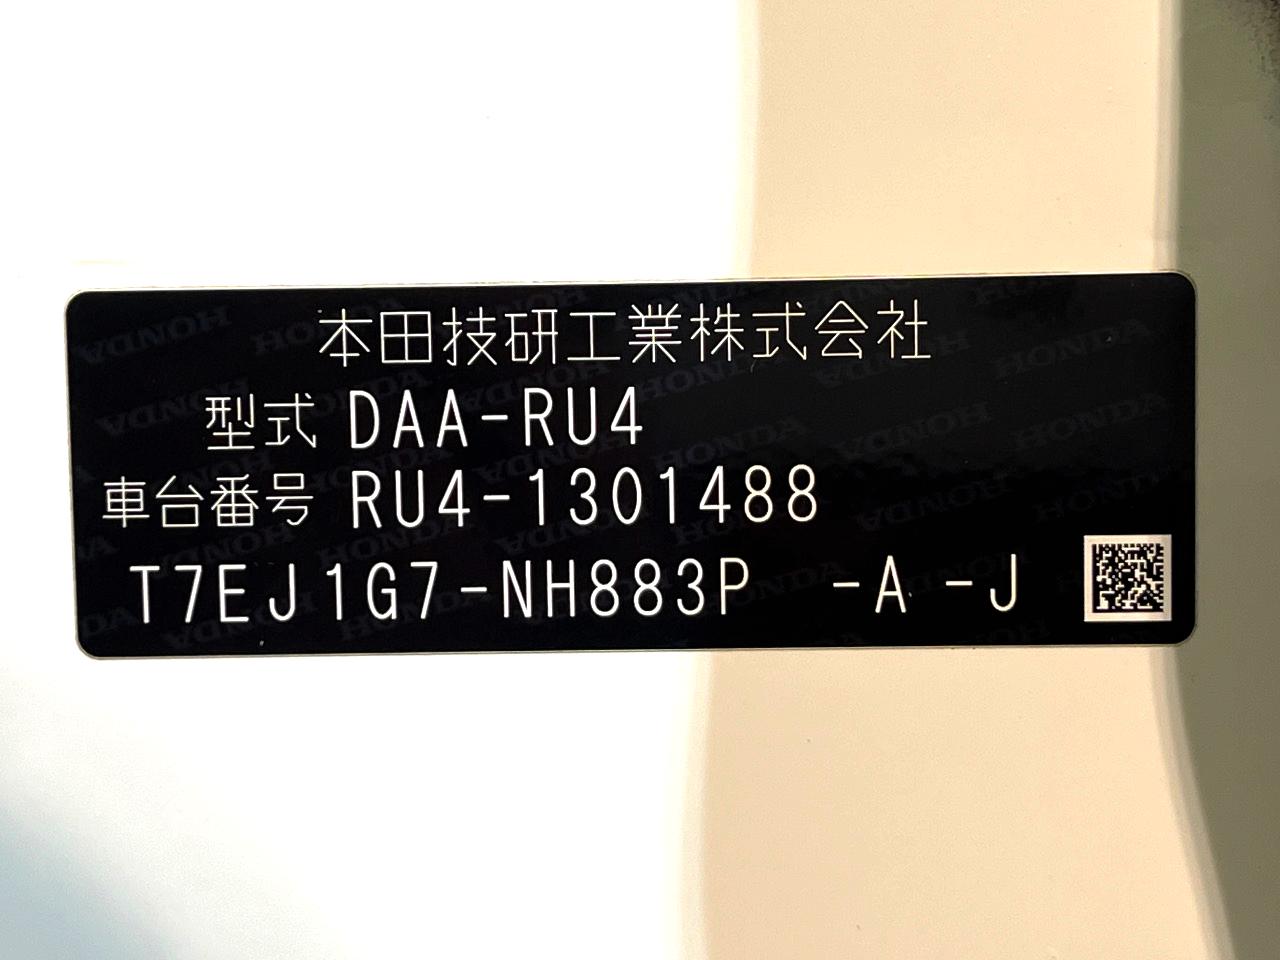 本田技研工業株式会社
型式 DAA-RU4
車台番号 RU4-1301488
T7EJ1G7-NH883P -A -J